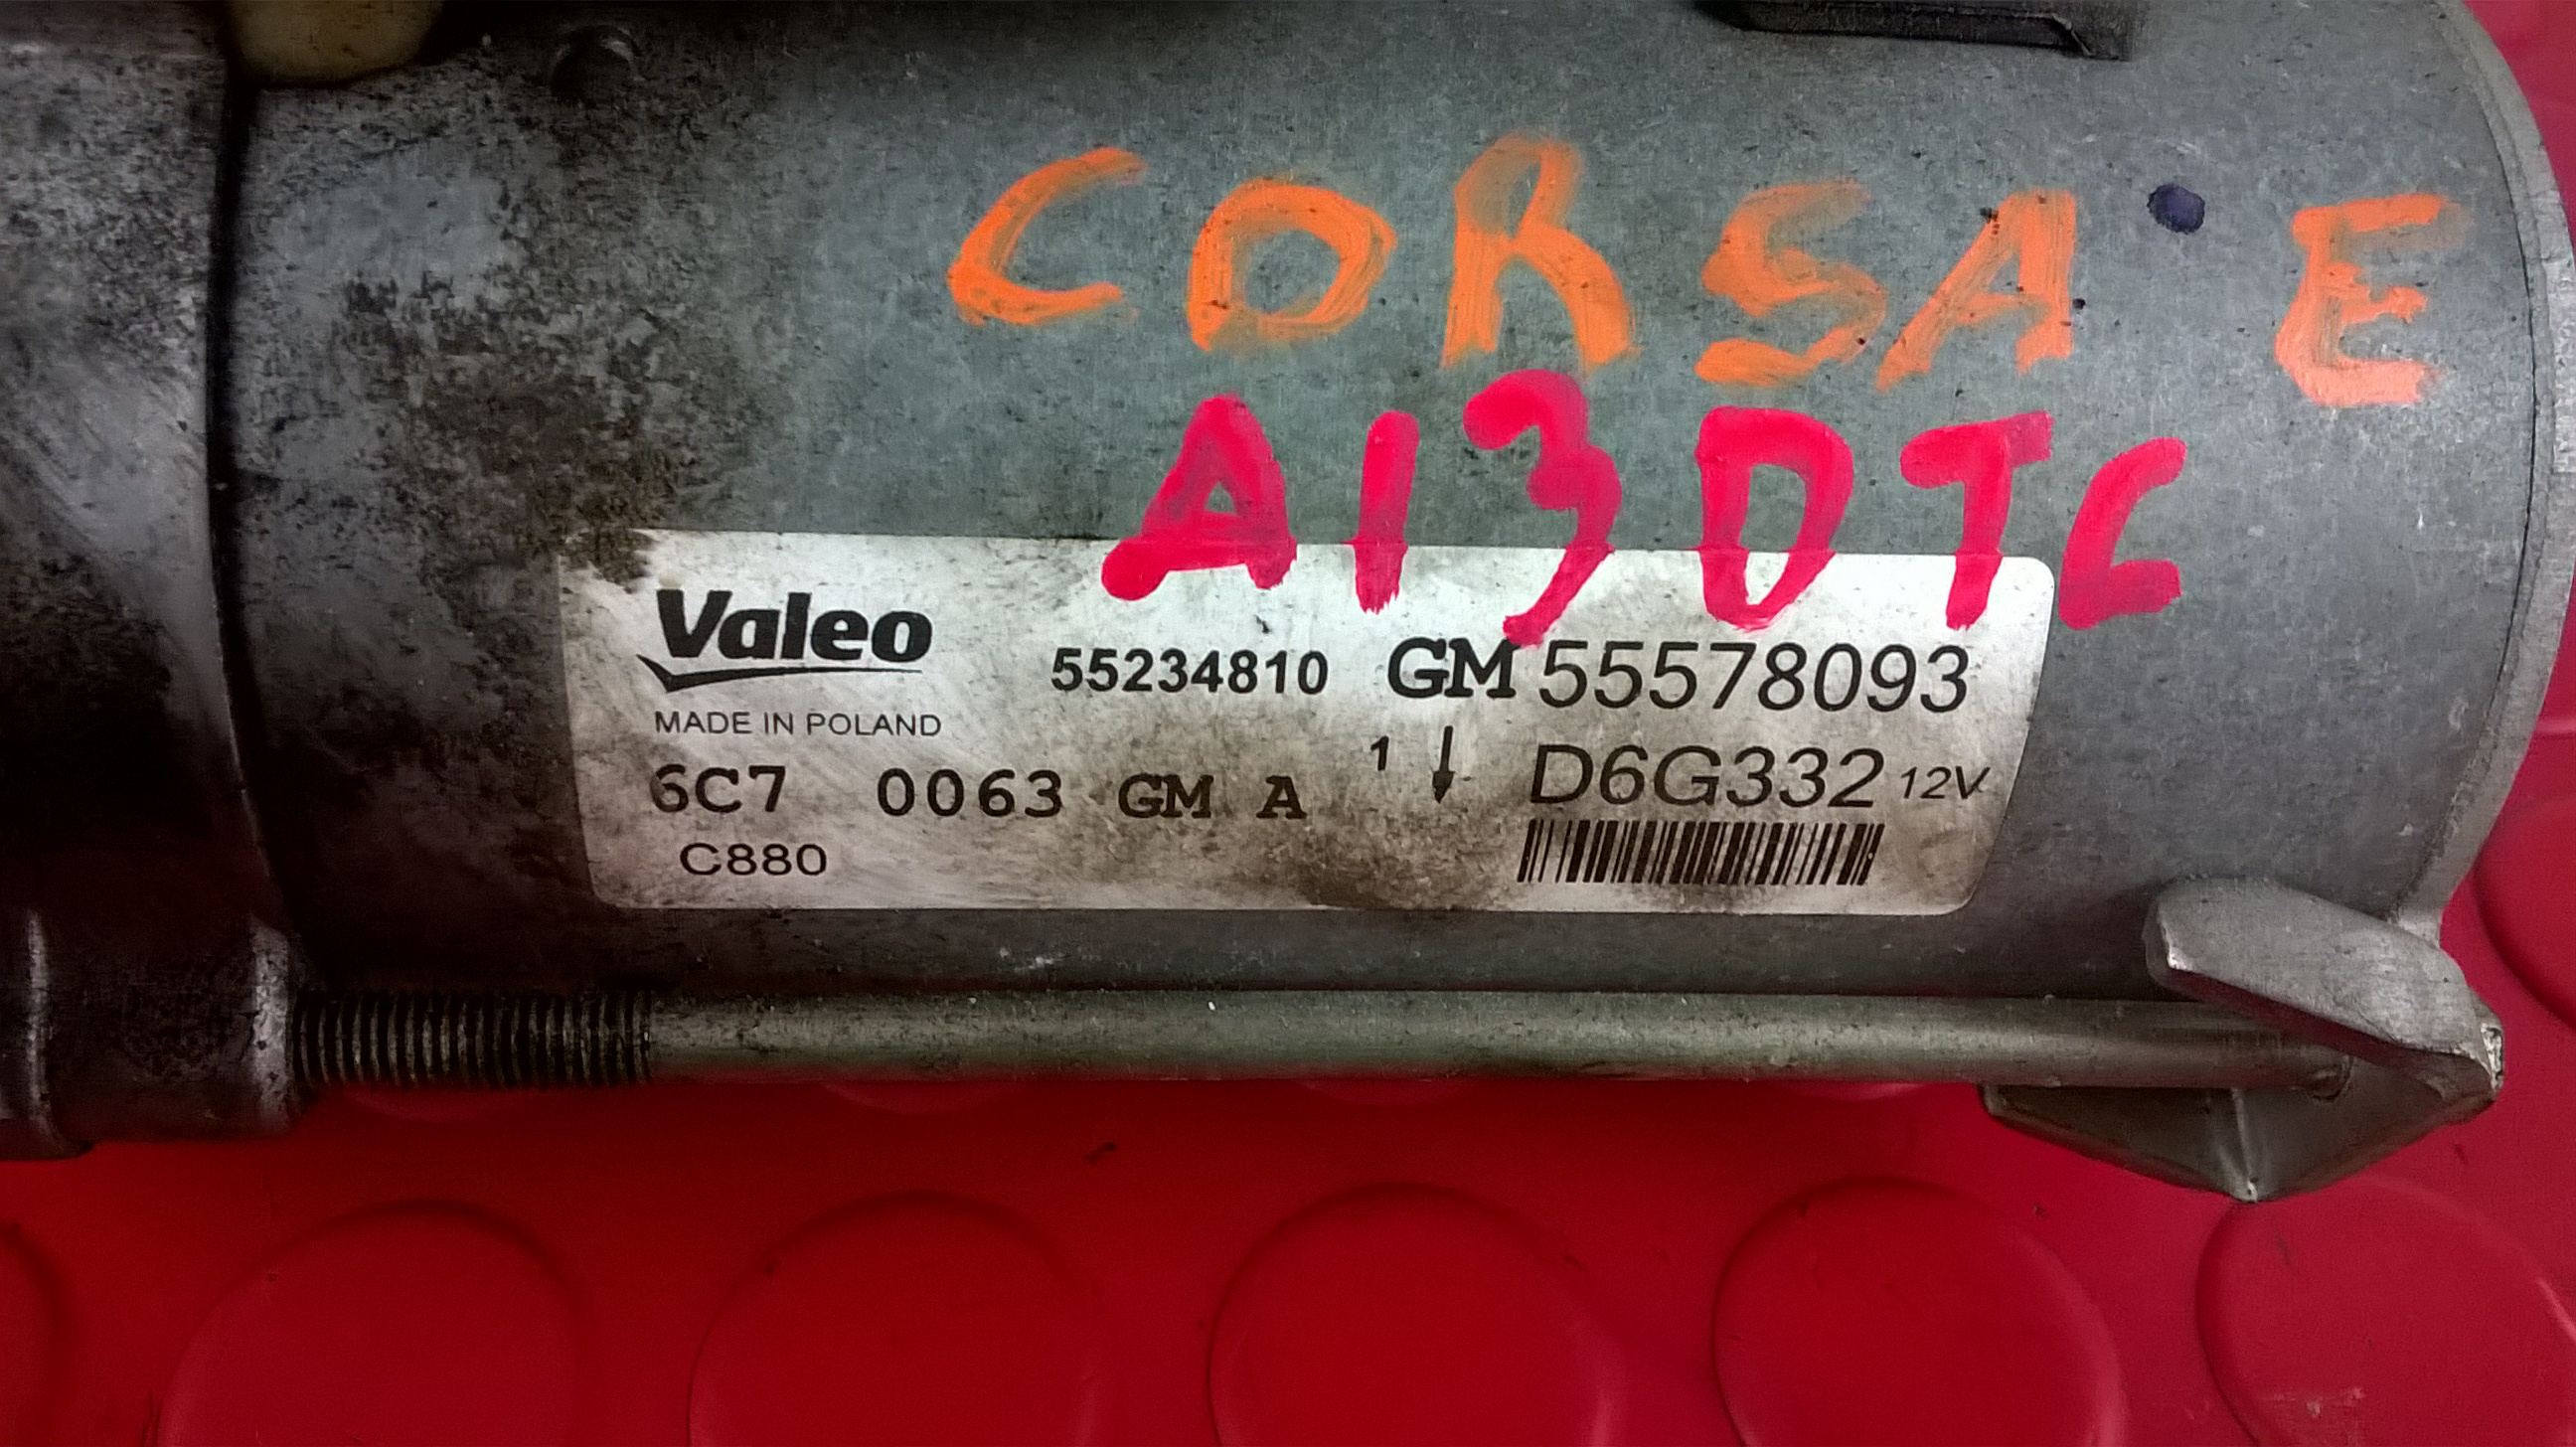 CORSA E
A13DTC
Valeo
55234810 GM 55578093
MADE IN POLAND
1 D6G332 12V
6C7 0063 GM A
C880